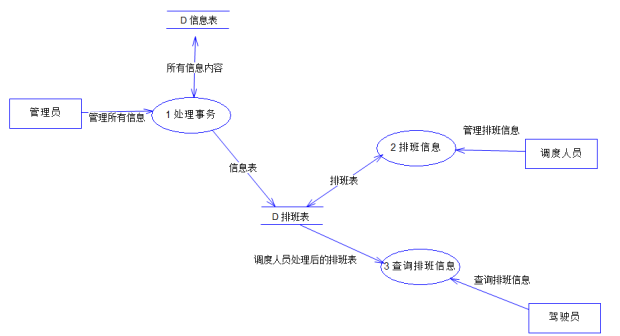 D 信息表
所有信息内容
管理员
管理所有信息
1 处理事务
管理排班信息
2 排班信息
调度人员
信息表
排班表
D 排班表
调度人员处理后的排班表
3 查询排班信息
查询排班信息
驾驶员